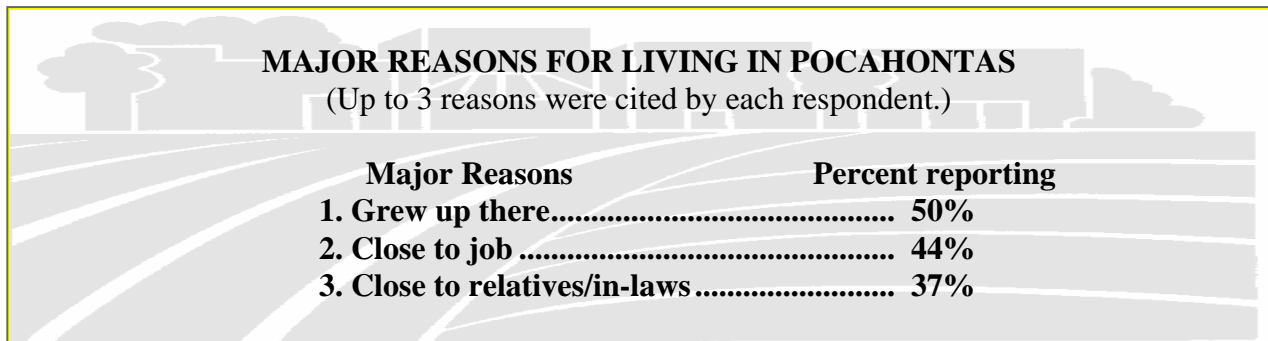 MAJOR REASONS FOR LIVING IN POCAHONTAS
(Up to 3 reasons were cited by each respondent.)
Major Reasons Percent reporting
1. Grew up there........................................... 50%
2. Close to job ............................................... 44%
3. Close to relatives/in-laws ......................... 37%